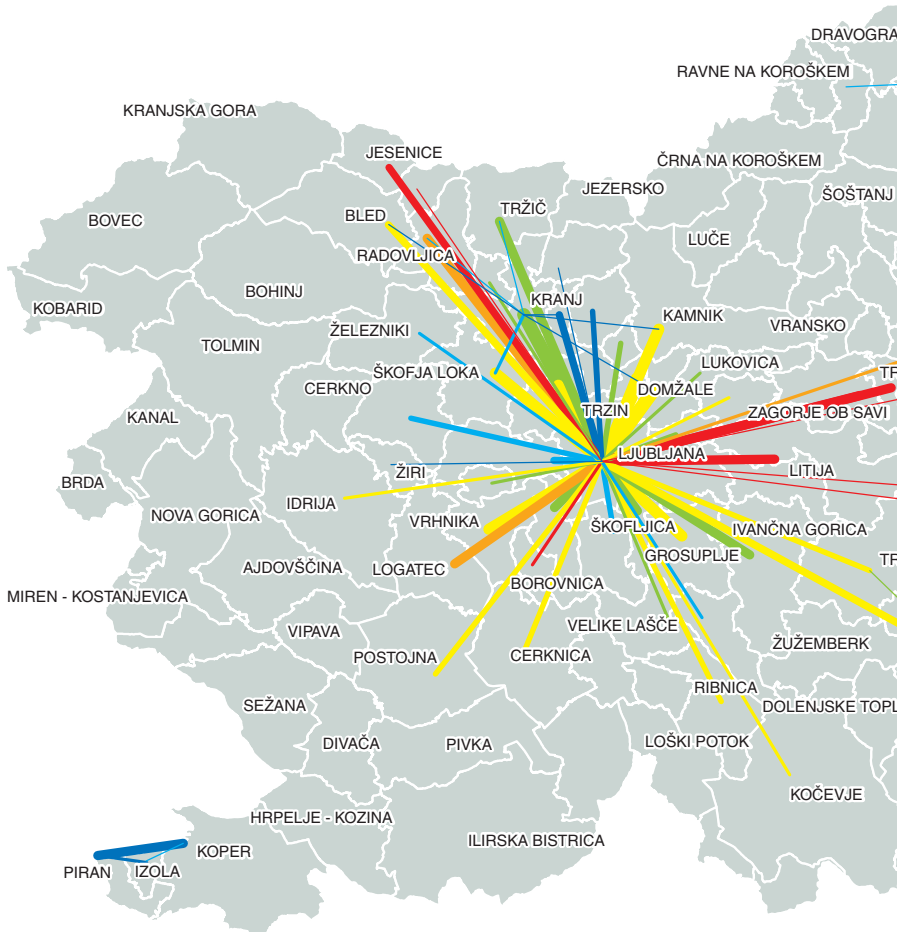 DRAVOGRA
RAVNE NA KOROŠKEM
KRANJSKA GORA
JESENICE
ČRNA NA KOROŠKEM
JEZERSKO
ŠOŠTANJ
BOVEC
BLED
TRŽIČ
LUČE
RADOVLJICA
BOHINJ
KRANJ
KOBARID
KAMNIK
VRANSKO
ŽELEZNIKI
TOLMIN
LUKOVICA
ŠKOFJA LOKA
TR
CERKNO
DOMŽALE
TRZIN
ZAGORJE OB SAVI
KANAL
LJUBLJANA
LITIJA
ŽIRI
BRDA
IDRIJA
NOVA GORICA
VRHNIKA
ŠKOFLJICA
IVANČNA GORICA
GROSUPLJE
TR
AJDOVŠČINA
LOGATEC
BOROVNICA
MIREN - KOSTANJEVICA
VELIKE LAŠČE
VIPAVA
ŽUŽEMBERK
POSTOJNA
CERKNICA
RIBNICA
SEŽANA
DOLENJSKE TOPL
DIVAČA
PIVKA
LOŠKI POTOK
KOČEVJE
HRPELJE - KOZINA
ILIRSKA BISTRICA
KOPER
PIRAN
IZOLA